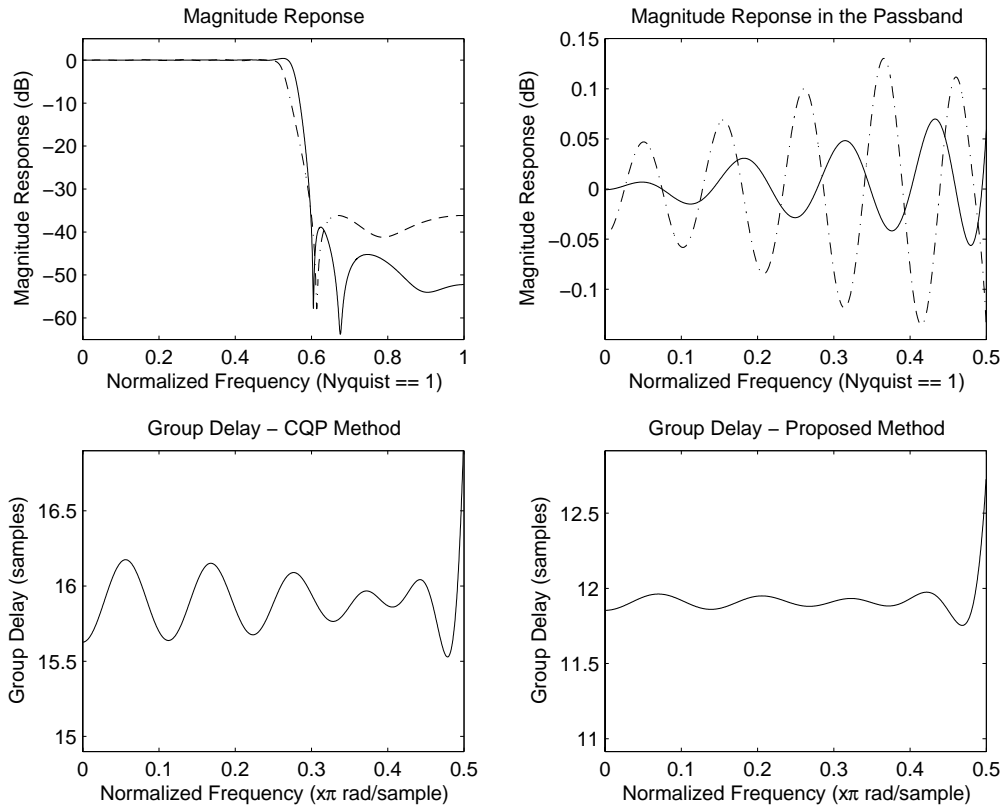 Magnitude Reponse
0
−10
−20
−30
−40
−50
−60
Magnitude Response (dB)
0 0.2 0.4 0.6 0.8 1
Normalized Frequency (Nyquist == 1)
Magnitude Reponse in the Passband
0.15
0.1
0.05
0
−0.05
−0.1
Magnitude Response (dB)
0 0.1 0.2 0.3 0.4 0.5
Normalized Frequency (Nyquist == 1)
Group Delay − CQP Method
16.5
16
15.5
15
Group Delay (samples)
0 0.1 0.2 0.3 0.4 0.5
Normalized Frequency (xπ rad/sample)
Group Delay − Proposed Method
12.5
12
11.5
11
Group Delay (samples)
0 0.1 0.2 0.3 0.4 0.5
Normalized Frequency (xπ rad/sample)